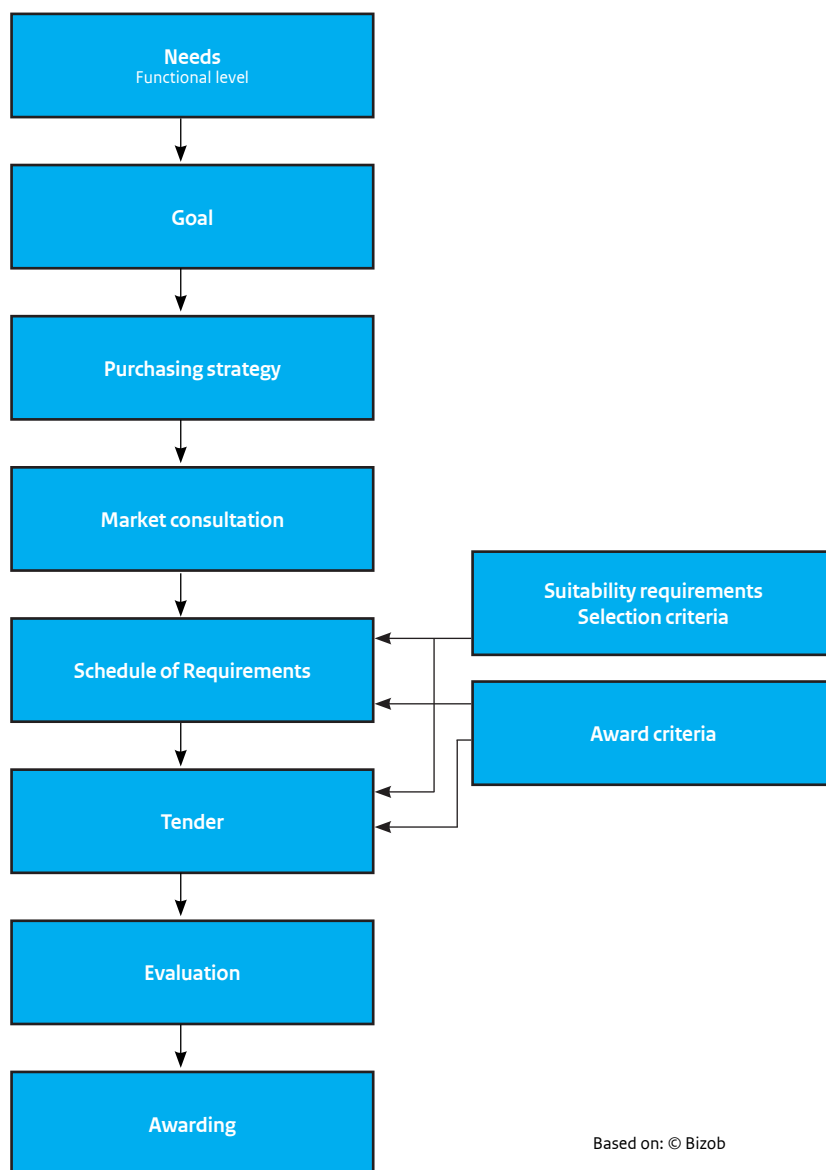 Needs
Functional level
Goal
Purchasing strategy
Market consultation
Suitability requirements
Selection criteria
Schedule of Requirements
Award criteria
Tender
Evaluation
Awarding
Based on: © Bizob